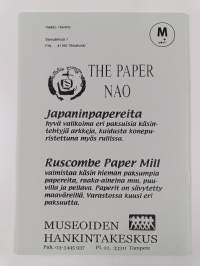 M
THE PAPER
NAO
Japaninpapereita
hyvä valikoima eri paksuisia käsin-
tehtyjä arkkeja, kuidusta konepu-
ristettuna myös rullissa.
Ruscombe Paper Mill
valmistaa käsin hieman paksumpia
papereita, raaka-aineina mm. puu-
villa ja pellava. Paperit on sävytetty
maaväreillä. Varastossa kuusi eri
paksuutta.
MUSEOIDEN
HANKINTAKESKUS